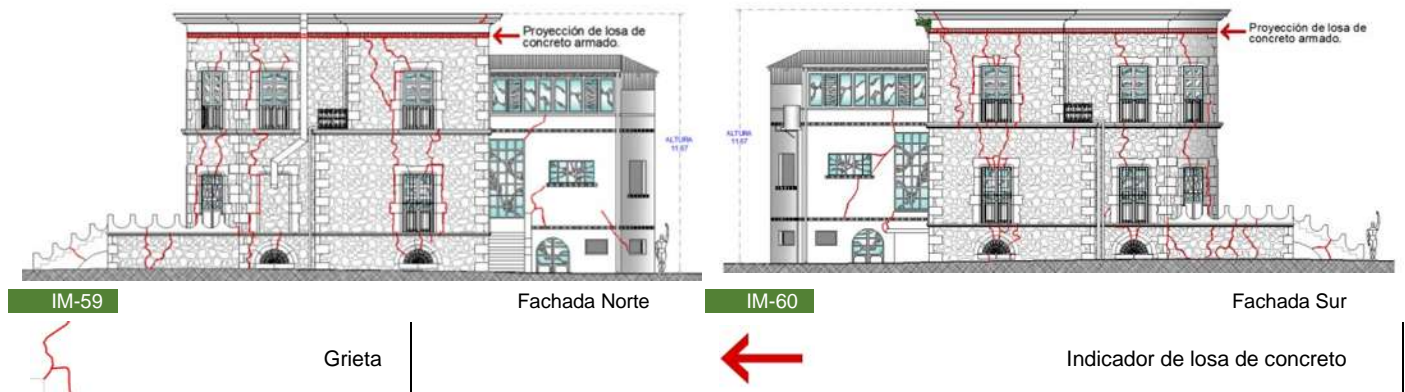 Proyección de losa de
concreto armado.
ALTURA
11.67
Proyección de losa de
concreto armado.
ALTURA
11.67
IM-59
Fachada Norte
IM-60
Fachada Sur
Grieta
Indicador de losa de concreto